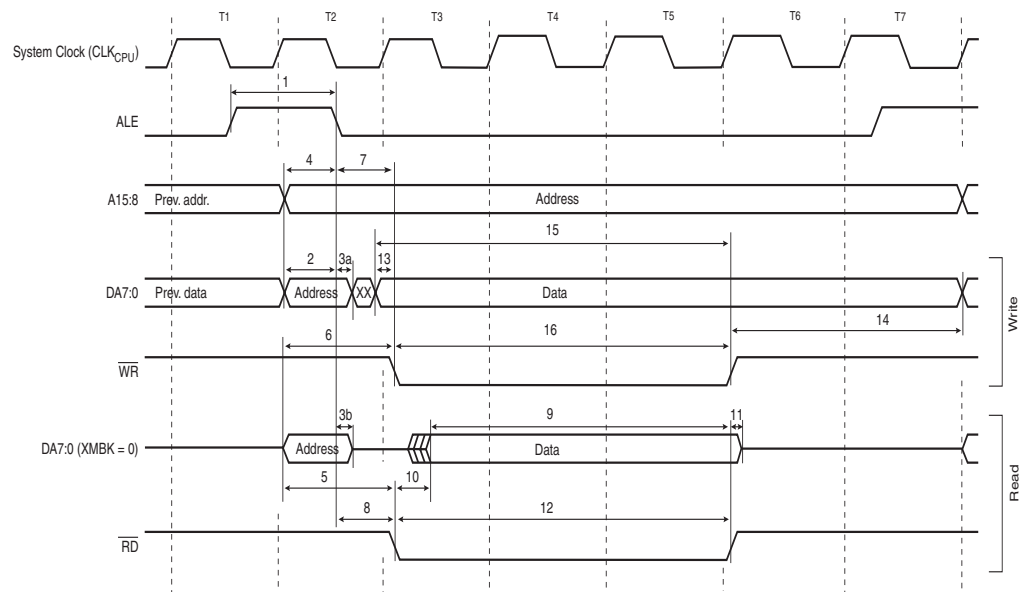 T1 T2 T3 T4 T5 T6 T7
System Clock (CLKCPU)
1
ALE
4 7
A15:8 Prev. addr. Address
15
2 3a 13
DA7:0 Prev. data Address XX Data
14
6 16
WR
Write
3b 9 11
DA7:0 (XMBK = 0) Address Data
5 10
8 12
RD
Read